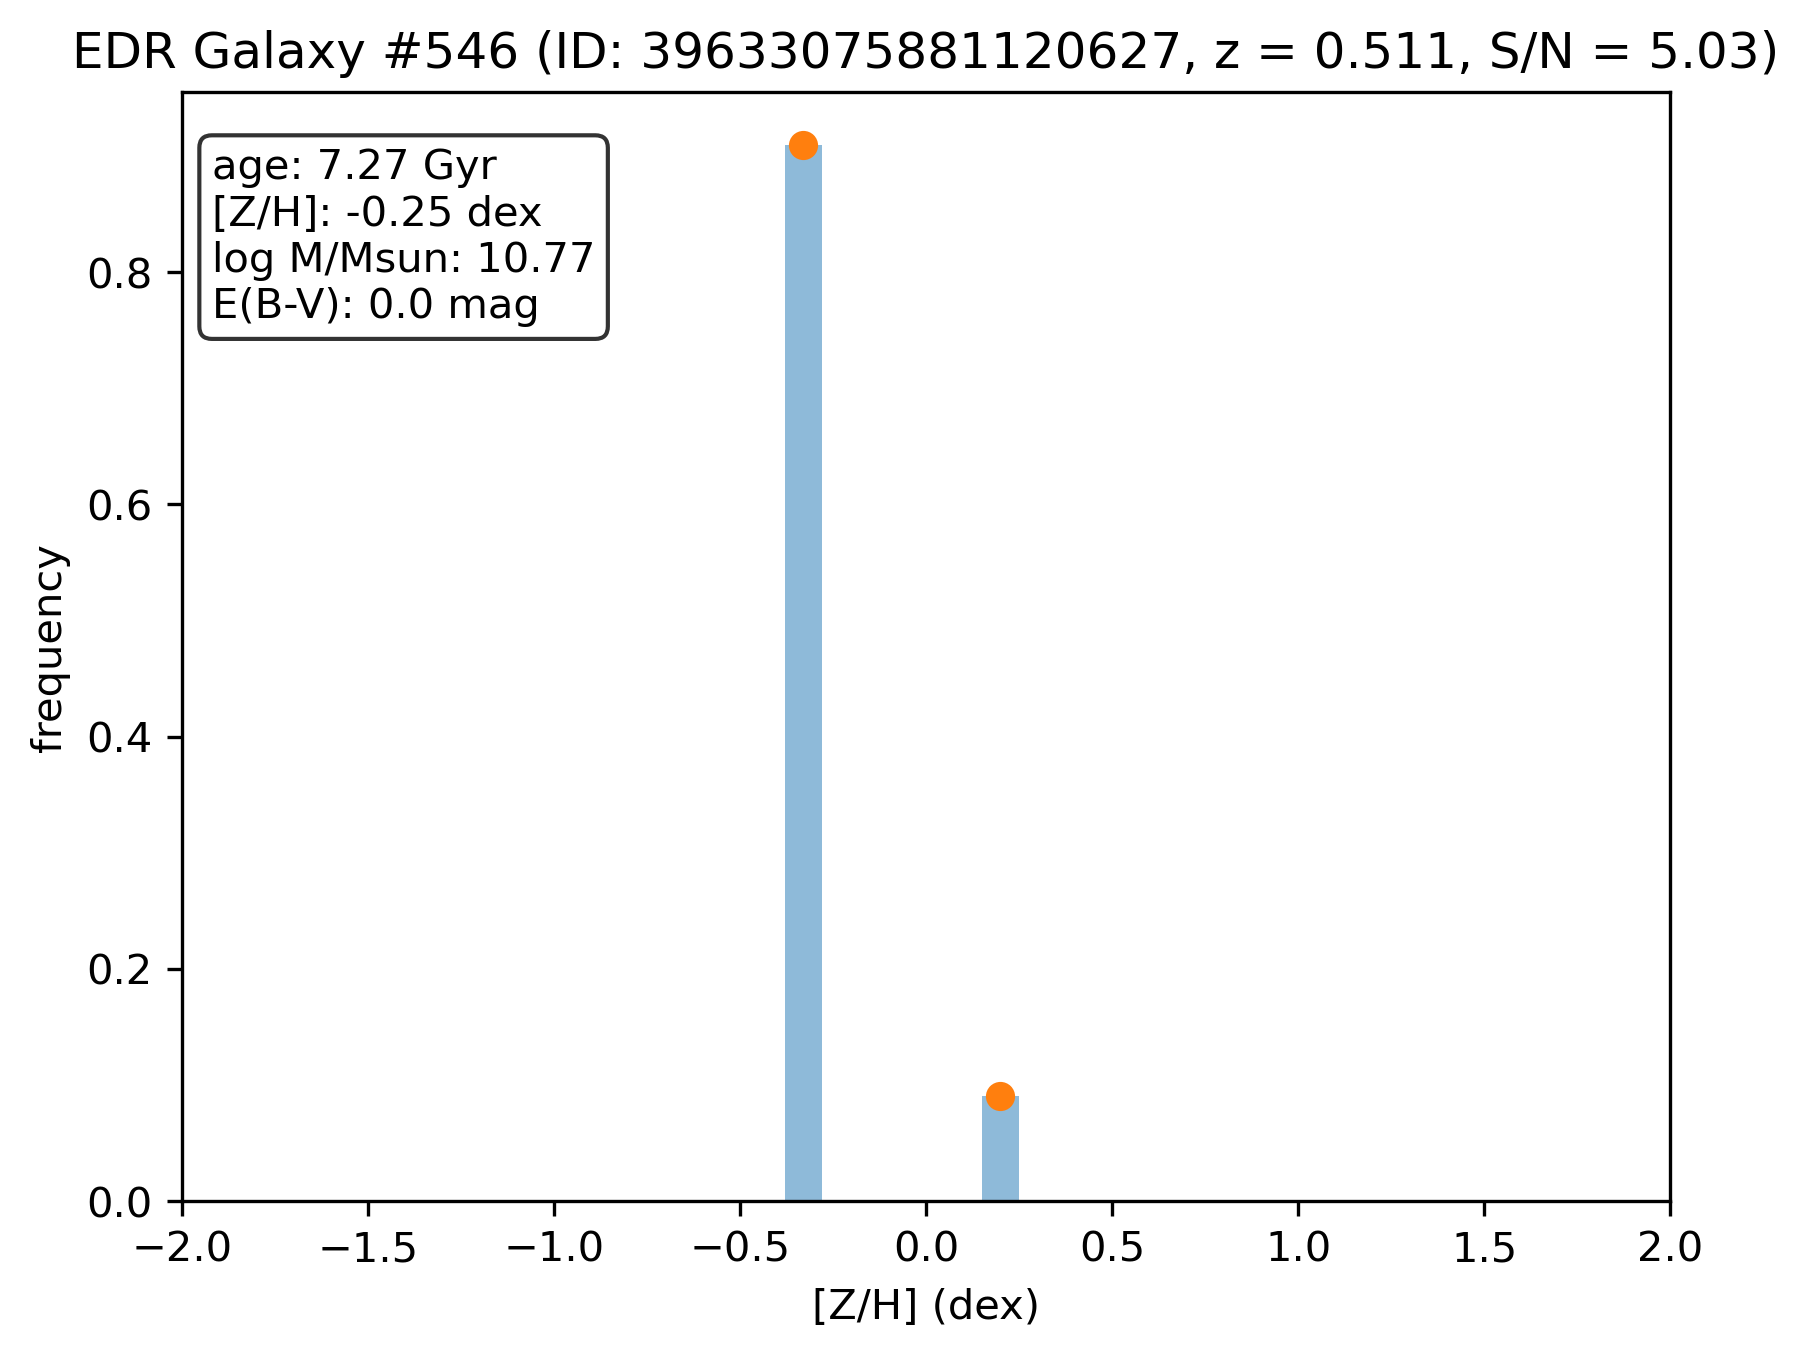 EDR Galaxy #546 (ID: 39633075881120627, z = 0.511, S/N = 5.03)
age: 7.27 Gyr
[Z/H]: -0.25 dex
log M/Msun: 10.77
E(B-V): 0.0 mag
0.8
0.6
0.4
0.2
0.0
frequency
−2.0 −1.5 −1.0 −0.5 0.0 0.5 1.0 1.5 2.0
[Z/H] (dex)